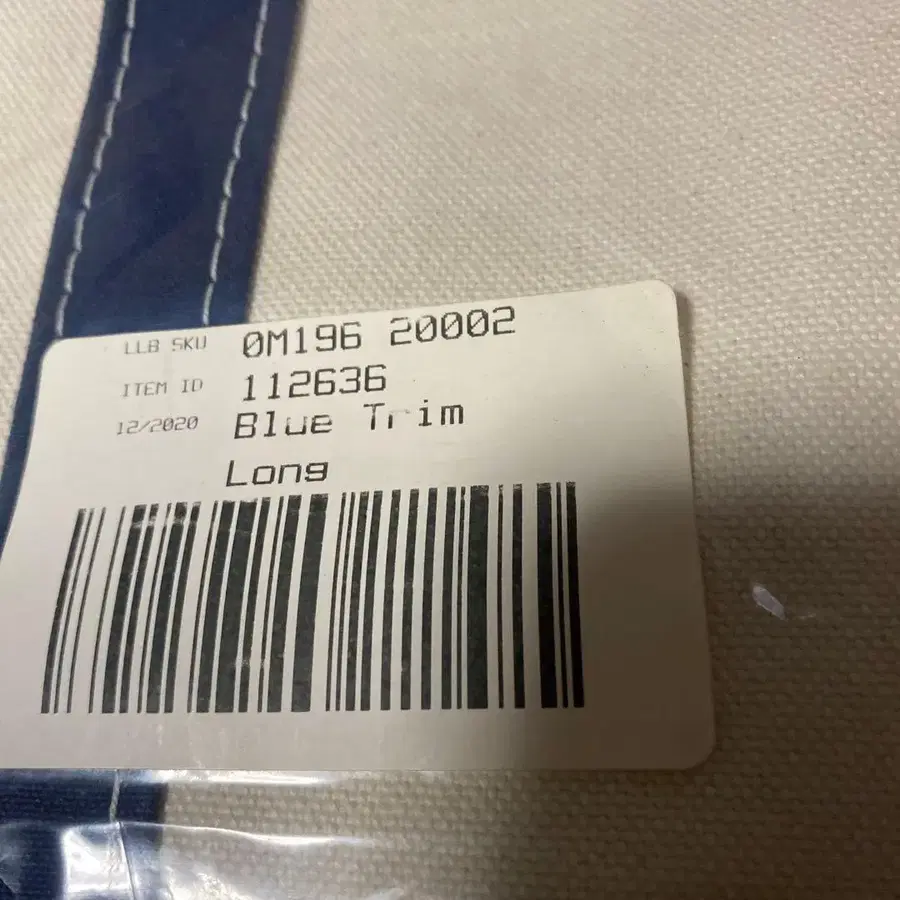 LLB SKU 0M196 20002
ITEM ID 112636
12/2020 Blue Trim
Long